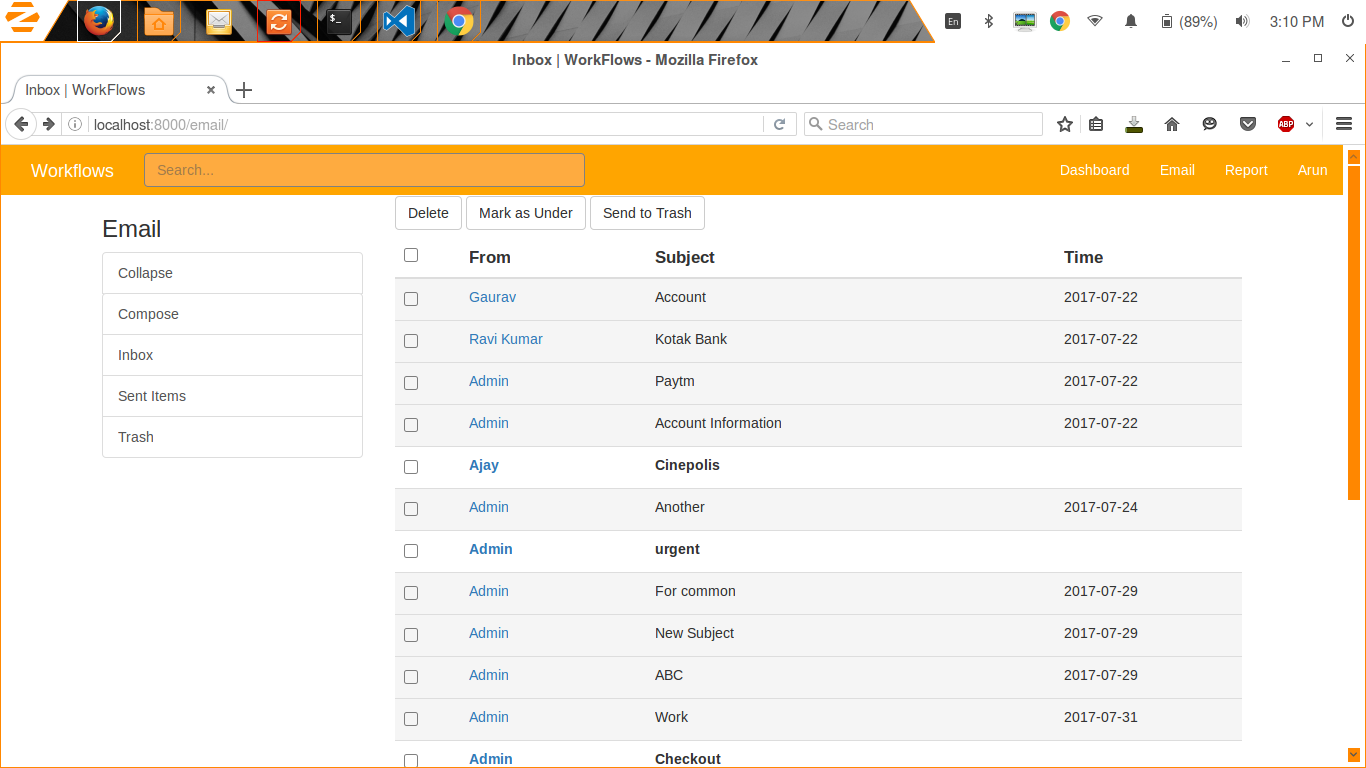 $_
En
(89%)
3:10 PM
Inbox | WorkFlows - Mozilla Firefox
Inbox | WorkFlows
localhost:8000/email/
Search
ABP
Workflows
Search...
Dashboard
Email
Report
Arun
Email
Collapse
Compose
Inbox
Sent Items
Trash
Delete
Mark as Under
Send to Trash
From Subject Time
Gaurav Account 2017-07-22
Ravi Kumar Kotak Bank 2017-07-22
Admin Paytm 2017-07-22
Admin Account Information 2017-07-22
Ajay Cinepolis
Admin Another 2017-07-24
Admin urgent
Admin For common 2017-07-29
Admin New Subject 2017-07-29
Admin ABC 2017-07-29
Admin Work 2017-07-31
Admin Checkout